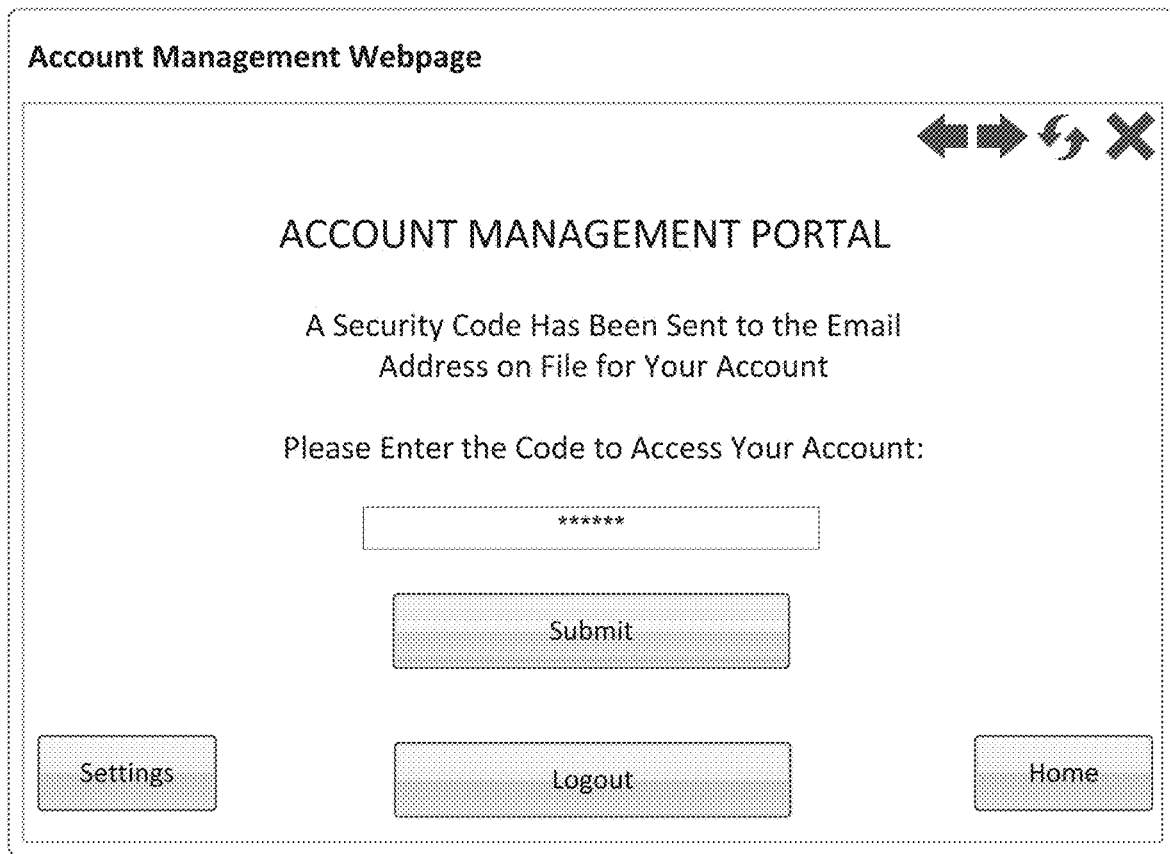 Account Management Webpage
ACCOUNT MANAGEMENT PORTAL
A Security Code Has Been Sent to the Email
Address on File for Your Account
Please Enter the Code to Access Your Account:
******
Submit
Settings
Logout
Home